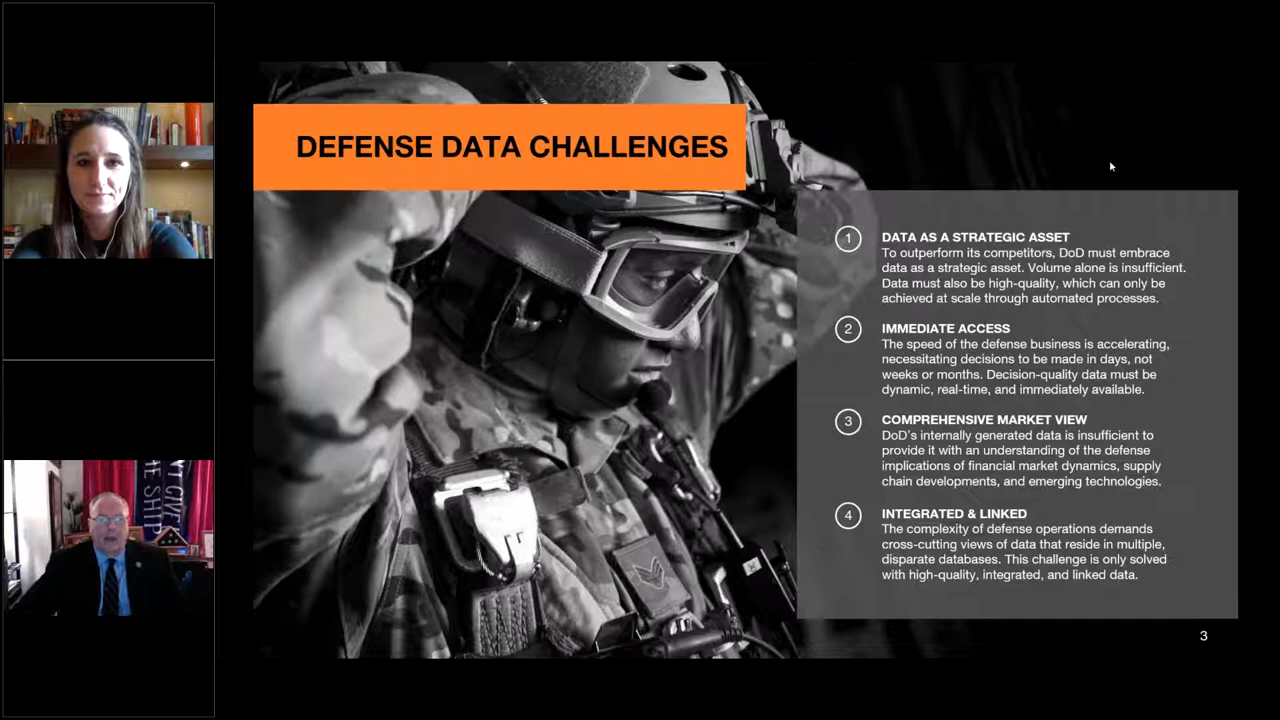 DEFENSE DATA CHALLENGES
1
DATA AS A STRATEGIC ASSET
To outperform its competitors, DoD must embrace
data as a strategic asset. Volume alone is insufficient.
Data must also be high-quality, which can only be
achieved at scale through automated processes.
2
IMMEDIATE ACCESS
The speed of the defense business is accelerating,
necessitating decisions to be made in days, not
weeks or months. Decision-quality data must be
dynamic, real-time, and immediately available.
3
COMPREHENSIVE MARKET VIEW
DoD's internally generated data is insufficient to
provide it with an understanding of the defense
implications of financial market dynamics, supply
chain developments, and emerging technologies.
4
INTEGRATED & LINKED
The complexity of defense operations demands
cross-cutting views of data that reside in multiple,
disparate databases. This challenge is only solved
with high-quality, integrated, and linked data.
3
SHIP